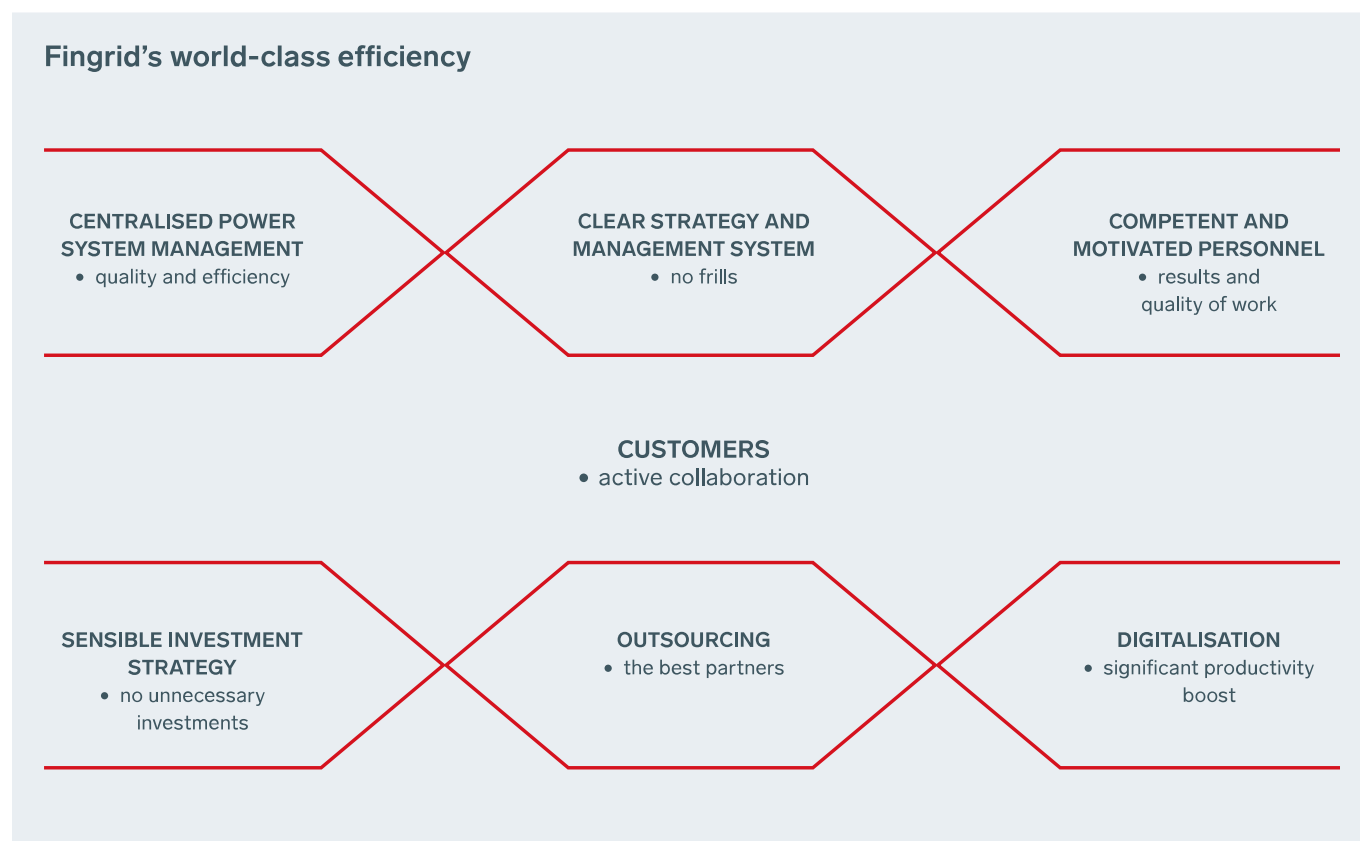 Fingrid’s world-class efficiency
CENTRALISED POWER
SYSTEM MANAGEMENT
• quality and efficiency
CLEAR STRATEGY AND
MANAGEMENT SYSTEM
• no frills
COMPETENT AND
MOTIVATED PERSONNEL
• results and
quality of work
CUSTOMERS
• active collaboration
SENSIBLE INVESTMENT
STRATEGY
• no unnecessary
investments
OUTSOURCING
• the best partners
DIGITALISATION
• significant productivity
boost